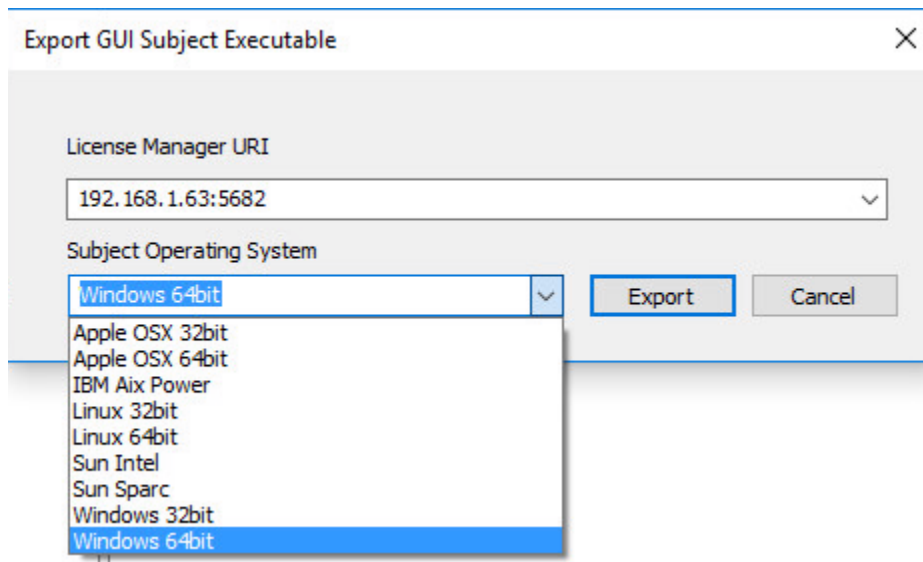 Export GUI Subject Executable
License Manager URI
192.168.1.63:5682
Subject Operating System
Windows 64bit
Export
Cancel
Apple OSX 32bit
Apple OSX 64bit
IBM Aix Power
Linux 32bit
Linux 64bit
Sun Intel
Sun Sparc
Windows 32bit
Windows 64bit